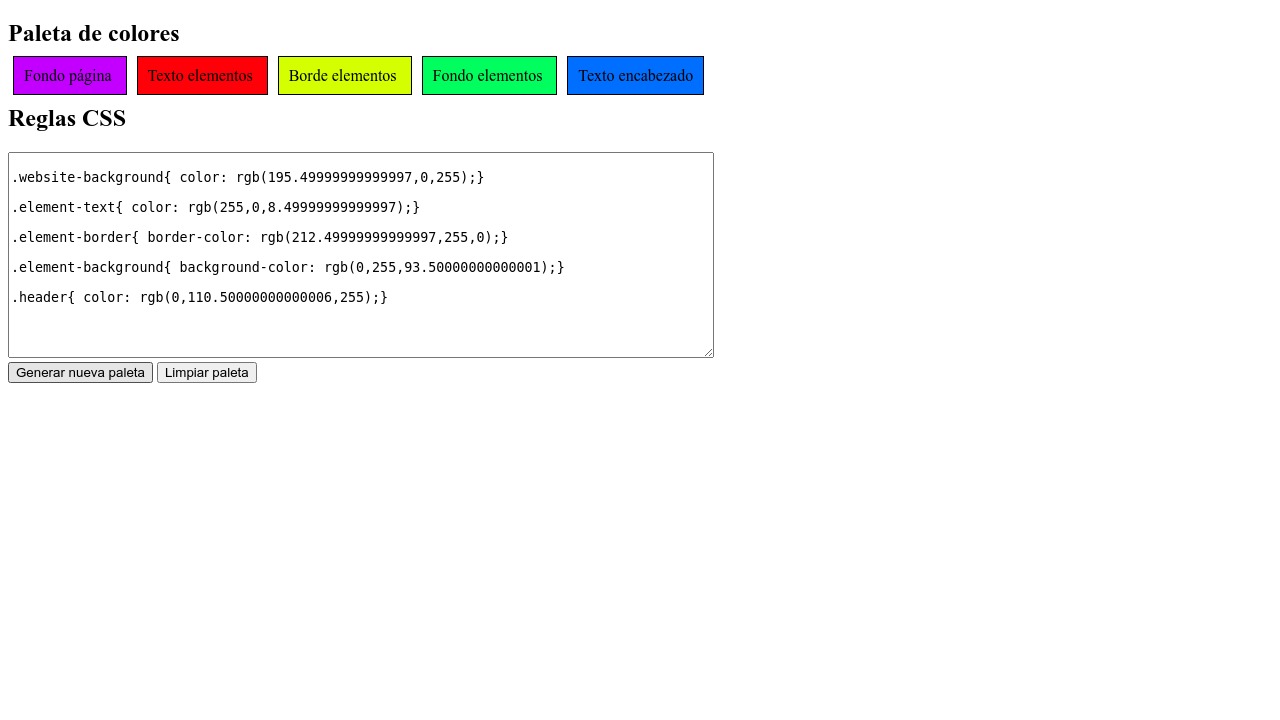 Paleta de colores
Fondo página Texto elementos Borde elementos Fondo elementos Texto encabezado
Reglas CSS
.website-background{ color: rgb(195.49999999999997,0,255);}
.element-text{ color: rgb(255,0,8.49999999999997);}
.element-border{ border-color: rgb(212.49999999999997,255,0);}
.element-background{ background-color: rgb(0,255,93.50000000000001);}
.header{ color: rgb(0,110.50000000000006,255);}
Generar nueva paleta Limpiar paleta